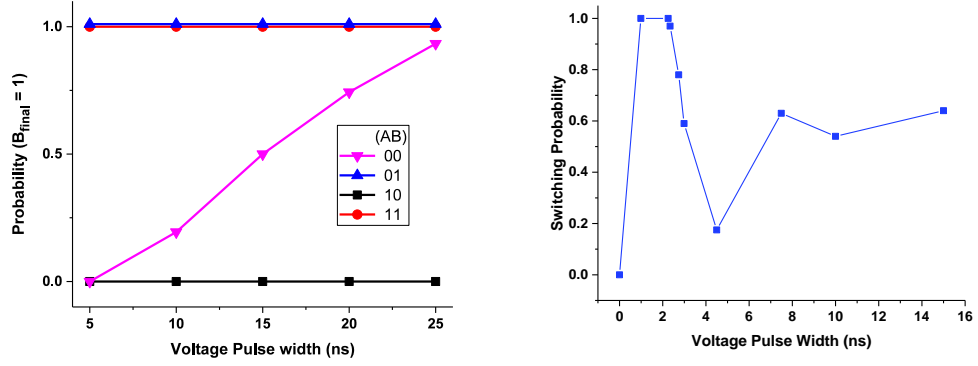 1.0
0.5
0.0
Probability (B_final = 1)
5 10 15 20 25
Voltage Pulse width (ns)
(AB)
00
01
10
11
1.0
0.8
0.6
0.4
0.2
0.0
Switching Probability
0 2 4 6 8 10 12 14 16
Voltage Pulse Width (ns)